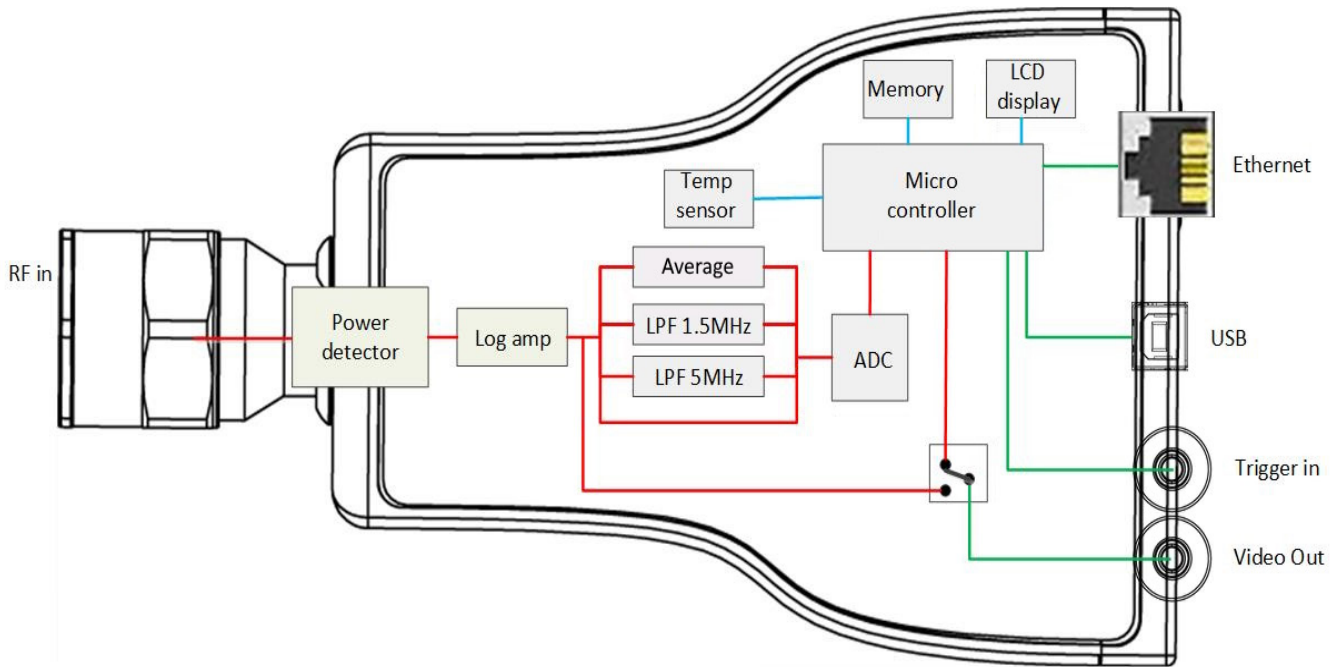 Memory
LCD
display
Ethernet
Temp
sensor
Micro
controller
RF in
Average
Power
detector
Log amp
LPF 1.5MHz
LPF 5MHz
ADC
USB
Trigger in
Video Out